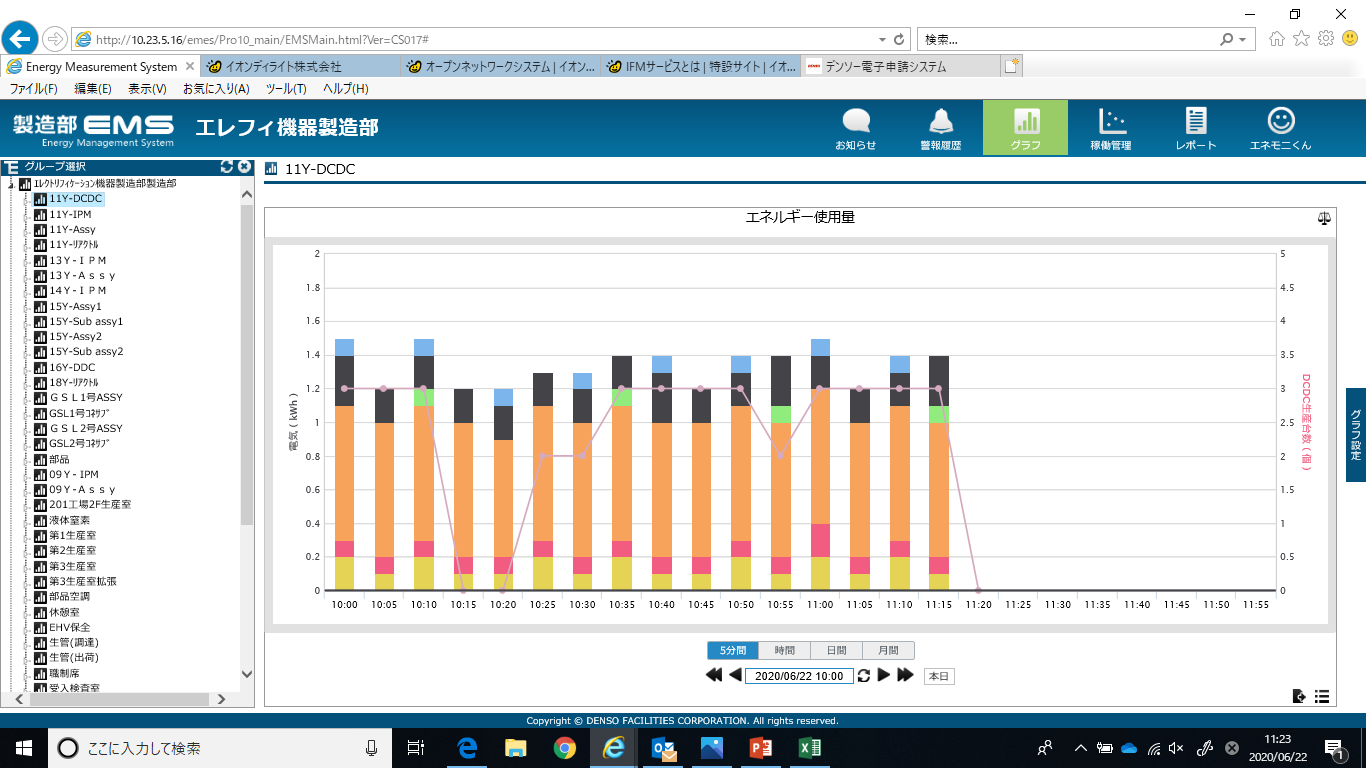 http://10.23.5.16/emes/Pro10_main/EMSMain.html?Ver=CS017#
検索...
Energy Measurement System
イオンディライト株式会社
オープンネットワークシステム | イオン...
IFMサービスとは | 特設サイト | イオ...
デンソー電子申請システム
ファイル(F) 編集(E) 表示(V) お気に入り(A) ツール(T) ヘルプ(H)
製造部 EMS
Energy Management System
エレフィ機器製造部
お知らせ
警報履歴
グラフ
稼働管理
レポート
エネモニくん
グループ選択
ｴﾚｸﾄﾘﾌｨｹｰｼｮﾝ機器製造部製造部
11Y-DCDC
11Y-IPM
11Y-Assy
11Y-ﾘｱｸﾄﾙ
13Y-ＩＰＭ
13Ｙ-Ａｓｓｙ
14Ｙ-ＩＰＭ
15Y-Assy1
15Y-Sub assy1
15Y-Assy2
15Y-Sub assy2
16Y-DDC
18Y-ﾘｱｸﾄﾙ
ＧＳＬ1号ASSY
GSL1号ｺﾈｻﾌﾞ
ＧＳＬ2号ASSY
GSL2号ｺﾈｻﾌﾞ
部品
09Ｙ-IPM
09Ｙ-Ａｓｓｙ
201工場2F生産室
液体窒素
第1生産室
第2生産室
第3生産室
第3生産室拡張
部品空調
休憩室
EHV保全
生管(調達)
生管(出荷)
職制席
受入検査室
11Y-DCDC
エネルギー使用量
2
1.8
1.6
1.4
1.2
1
0.8
0.6
0.4
0.2
0
電気 ( kWh )
5
4.5
4
3.5
3
2.5
2
1.5
1
0.5
0
DCDC生産台数 ( 個 )
10:00 10:05 10:10 10:15 10:20 10:25 10:30 10:35 10:40 10:45 10:50 10:55 11:00 11:05 11:10 11:15 11:20 11:25 11:30 11:35 11:40 11:45 11:50 11:55
グラフ設定
5分間 時間 日間 月間
2020/06/22 10:00
本日
Copyright © DENSO FACILITIES CORPORATION. All rights reserved.
ここに入力して検索
11:23
2020/06/22
1